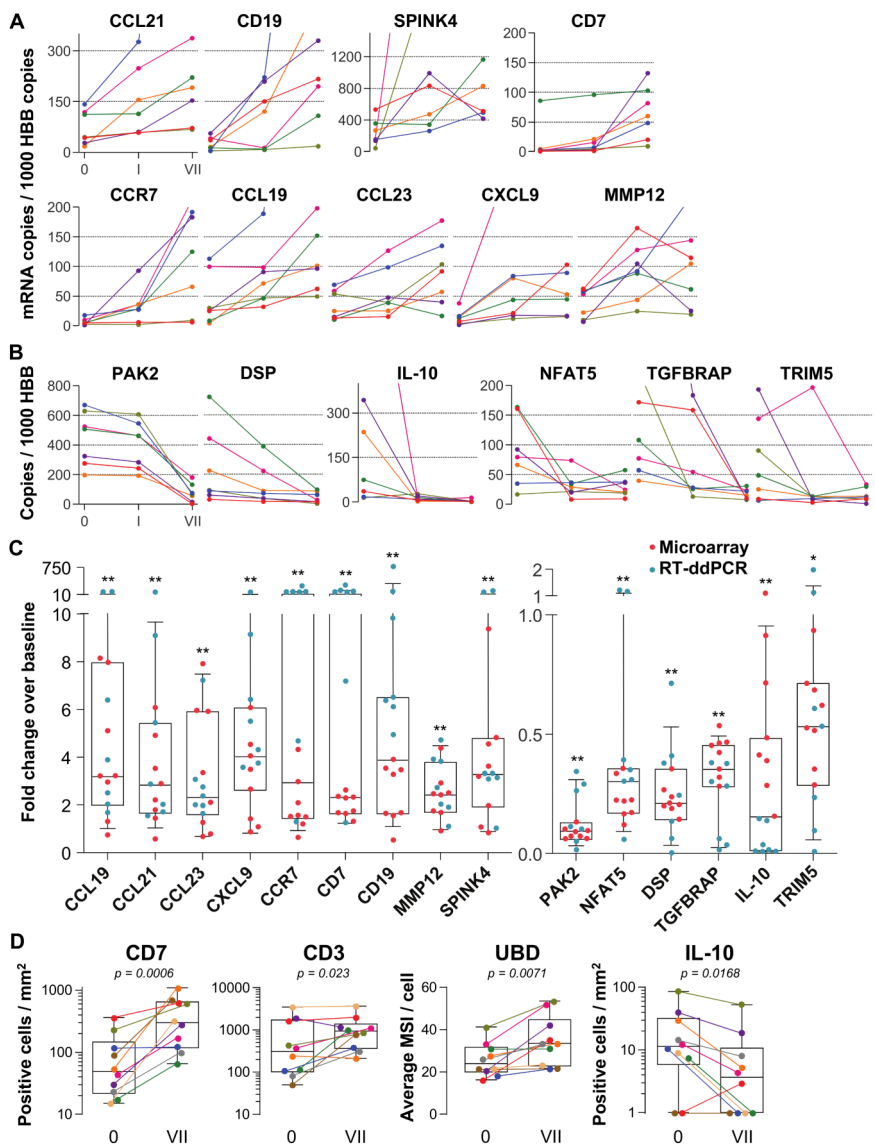 A
CCL21 CD19 SPINK4 CD7
300
150
0
0 I VII
1200
800
400
0
200
150
100
50
0
mRNA copies / 1000 HBB copies
CCR7 CCL19 CCL23 CXCL9 MMP12
200
150
100
50
0
B
PAK2 DSP IL-10 NFAT5 TGFBRAP TRIM5
Copies / 1000 HBB
800
600
400
200
0
0 I VII
300
150
0
200
150
100
50
0
C
Fold change over baseline
750
10
10
8
6
4
2
0
** ** ** ** ** ** ** ** **
CCL19 CCL21 CCL23 CXCL9 CCR7 CD7 CD19 MMP12 SPINK4
Microarray
RT-ddPCR
2
1
1.0
0.5
0.0
** ** ** ** ** *
PAK2 NFAT5 DSP TGFBRAP IL-10 TRIM5
D
CD7
p = 0.0006
Positive cells / mm²
1000
100
10
0 VII
CD3
p = 0.023
10000
1000
100
10
0 VII
UBD
p = 0.0071
Average MSI / cell
60
40
20
0
0 VII
IL-10
p = 0.0168
Positive cells / mm²
100
10
1
0 VII